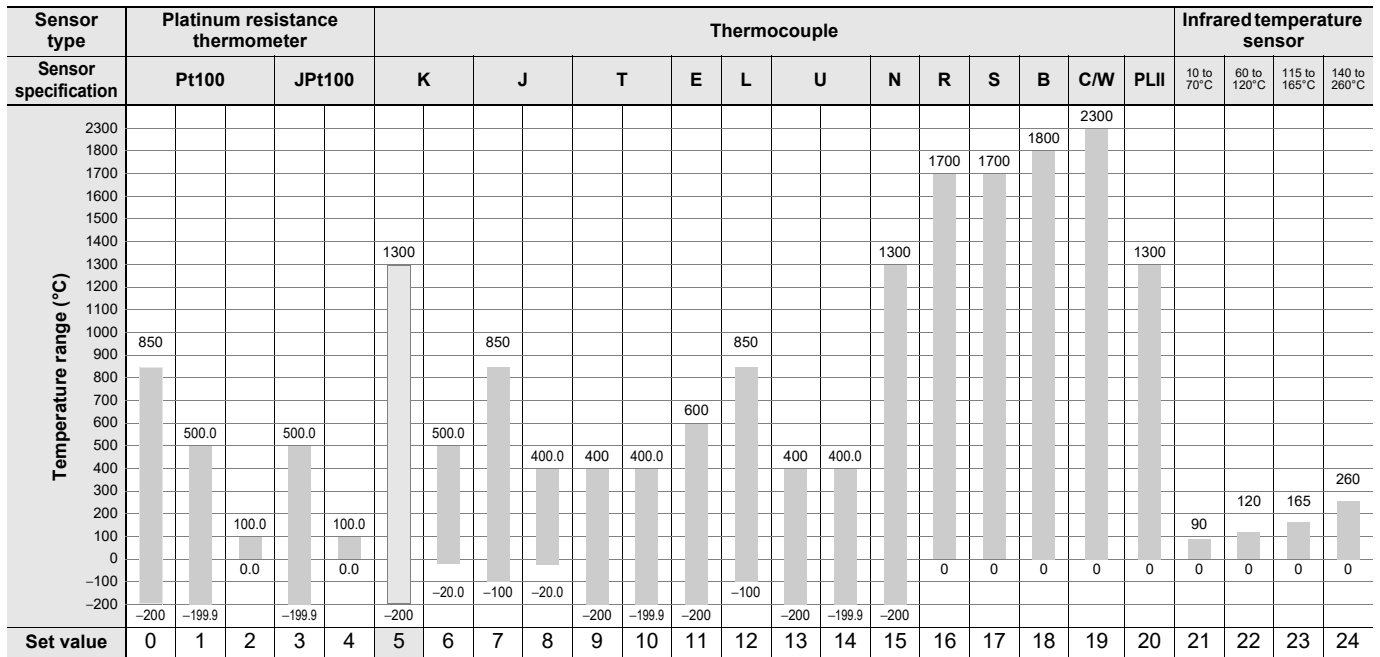 Sensor type Platinum resistance thermometer Thermocouple Infrared temperature sensor
Sensor specification Pt100 JPt100 K J T E L U N R S B C/W PLII 10 to 70°C 60 to 120°C 115 to 165°C 140 to 260°C
Temperature range (°C)
2300 2300
1800 1800
1700 1700 1700
1600
1500
1400
1300 1300 1300 1300
1200
1100
1000
900 850 850 850
800
700
600 600
500 500.0 500.0 500.0
400 400.0 400 400.0 400 400.0
300 260
200 120 165
100 100.0 100.0 90
0 0.0 0.0 0 0 0 0 0 0 0 0 0
−100 −20.0 −100 −20.0 −100
−200 −200 −199.9 −199.9 −200 −200 −199.9 −200 −200 −199.9 −200
Set value 0 1 2 3 4 5 6 7 8 9 10 11 12 13 14 15 16 17 18 19 20 21 22 23 24